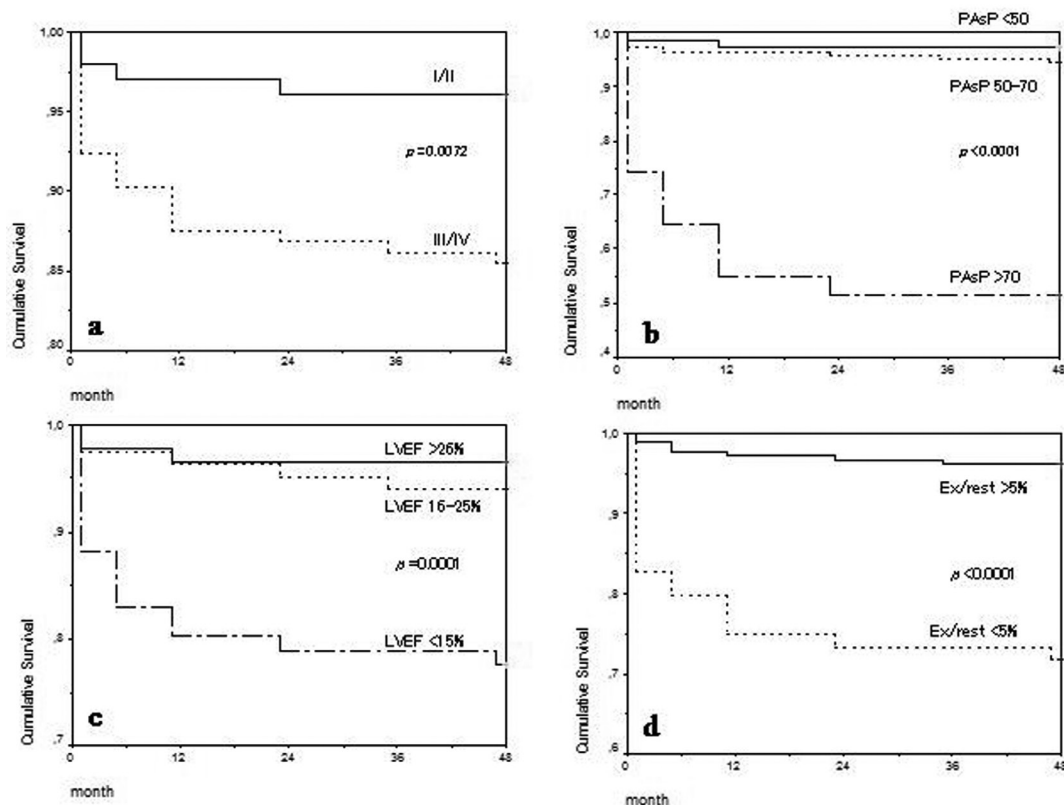 1,00
,95
,90
,85
,80
Cumulative Survival
I/II
p=0.0072
III/IV
a
0 12 24 36 48
month
PAsP <50
1,0
,9
,8
,7
,6
,5
,4
Cumulative Survival
PAsP 50-70
p<0.0001
PAsP >70
b
0 12 24 36 48
month
1,0
,9
,8
,7
Cumulative Survival
LVEF >26%
LVEF 16-25%
p=0.0001
LVEF <15%
c
0 12 24 36 48
month
1,0
,9
,8
,7
,6
Cumulative Survival
Ex/rest >5%
p<0.0001
Ex/rest <5%
d
0 12 24 36 48
month